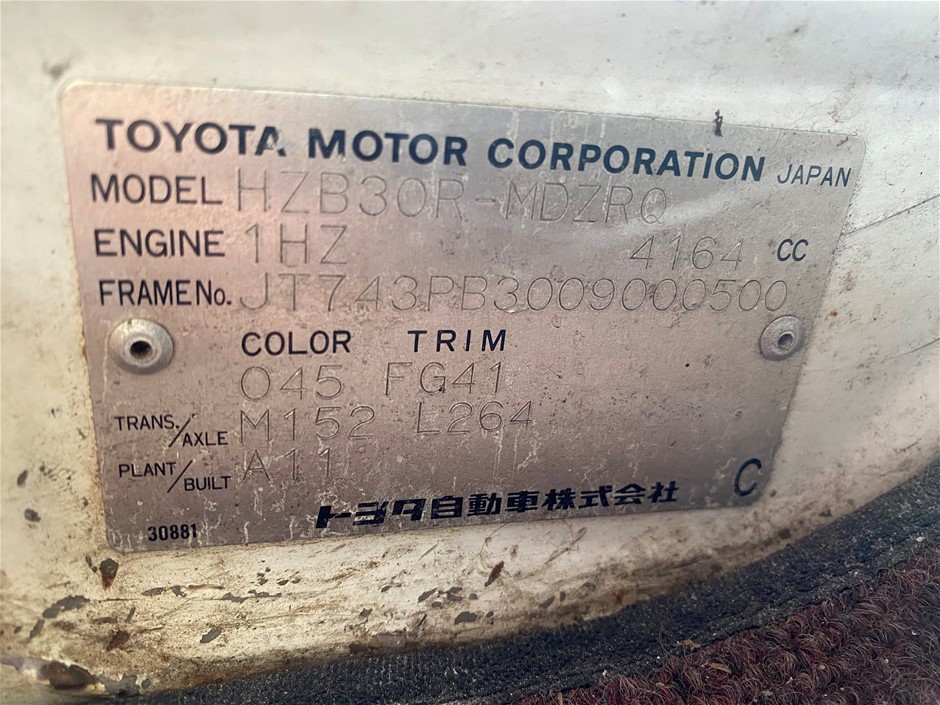 TOYOTA MOTOR CORPORATION JAPAN
MODEL HZB30R-MDZRQ
ENGINE 1HZ 4164 CC
FRAME No. JT743PB3009000500
COLOR TRIM
045 FG41
TRANS./AXLE M152 L264
PLANT/BUILT A11
C
トヨタ自動車株式会社
30881